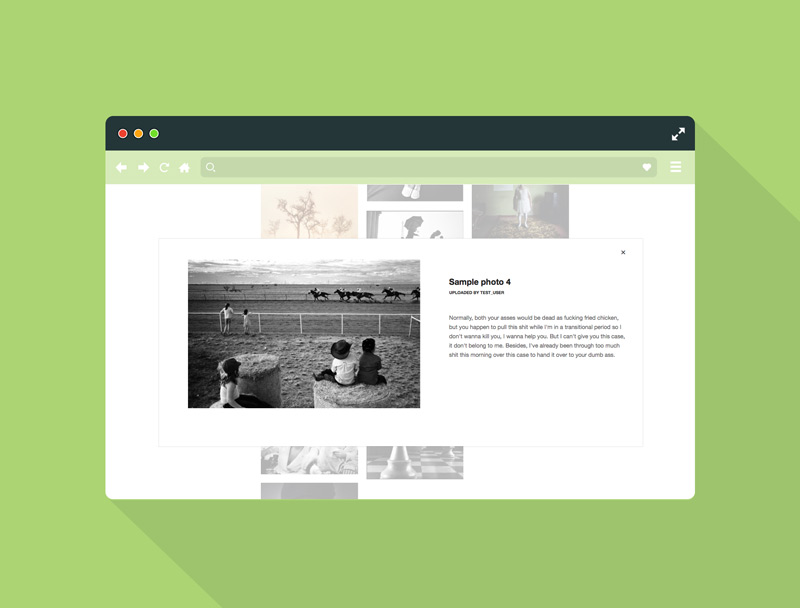 Sample photo 4
UPLOADED BY TEST_USER
Normally, both your asses would be dead as fucking fried chicken,
but you happen to pull this shit while I'm in a transitional period so I
don't wanna kill you, I wanna help you. But I can't give you this case,
it don't belong to me. Besides, I've already been through too much
shit this morning over this case to hand it over to your dumb ass.